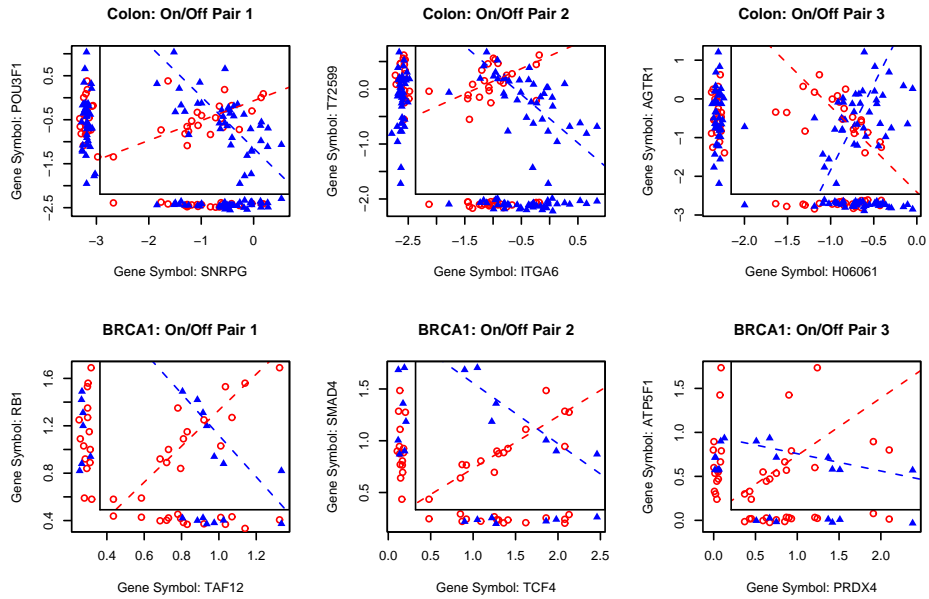 Colon: On/Off Pair 1
Gene Symbol: POU3F1
0.5
−0.5
−1.5
−2.5
−3
−2
−1
0
Gene Symbol: SNRPG
Colon: On/Off Pair 2
Gene Symbol: T72599
0.0
−1.0
−2.0
−2.5
−1.5
−0.5
0.5
Gene Symbol: ITGA6
Colon: On/Off Pair 3
Gene Symbol: AGTR1
1
0
−1
−2
−3
−2.0
−1.5
−1.0
−0.5
0.0
Gene Symbol: H06061
BRCA1: On/Off Pair 1
Gene Symbol: RB1
1.6
1.2
0.8
0.4
0.4
0.6
0.8
1.0
1.2
Gene Symbol: TAF12
BRCA1: On/Off Pair 2
Gene Symbol: SMAD4
1.5
1.0
0.5
0.0
0.5
1.0
1.5
2.0
2.5
Gene Symbol: TCF4
BRCA1: On/Off Pair 3
Gene Symbol: ATP5F1
1.5
1.0
0.5
0.0
0.0
0.5
1.0
1.5
2.0
Gene Symbol: PRDX4